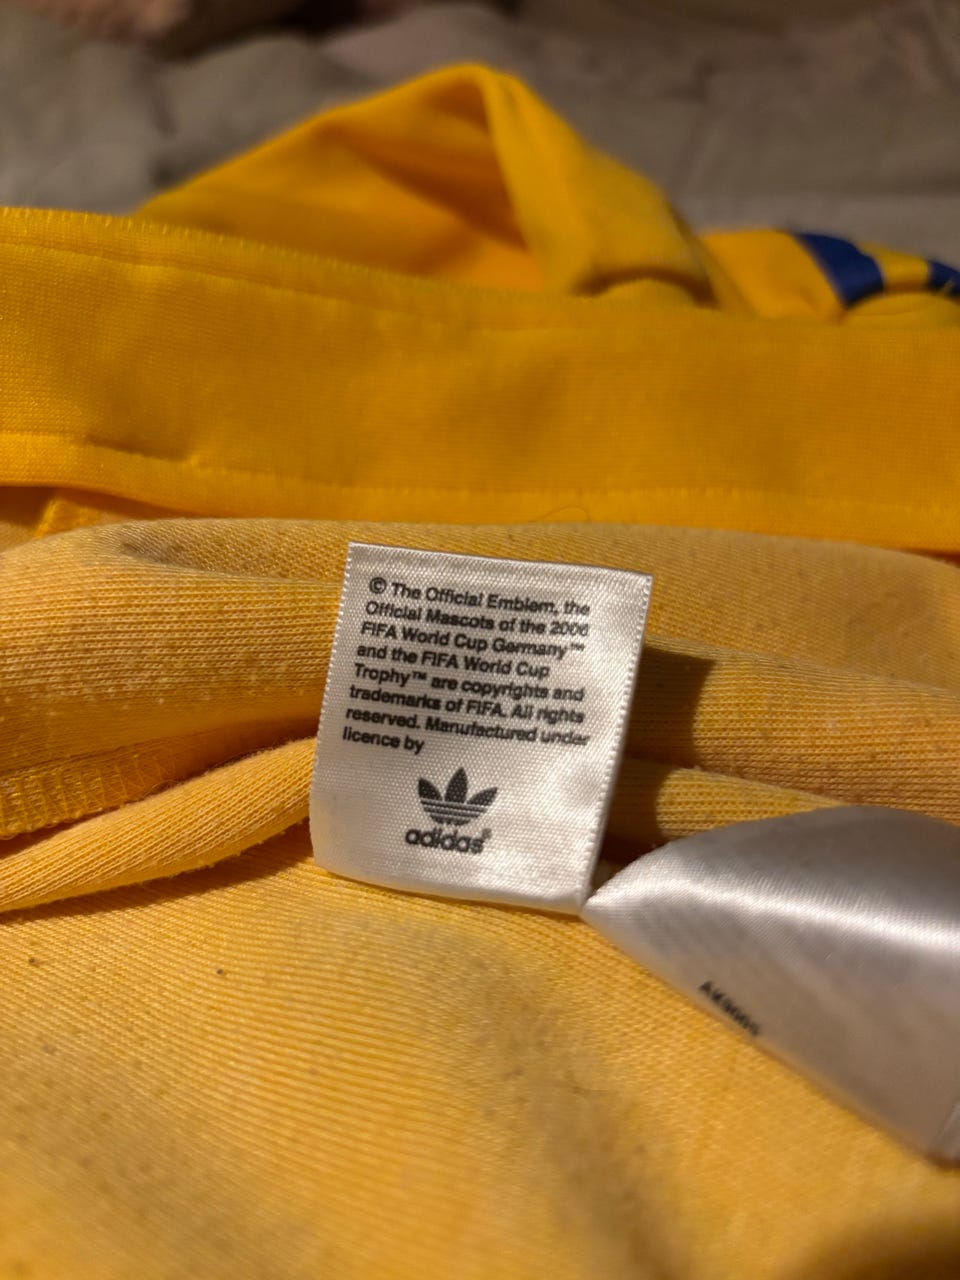 © The Official Emblem, the
Official Mascots of the 2006
FIFA World Cup Germany™
and the FIFA World Cup
Trophy™ are copyrights and
trademarks of FIFA. All rights
reserved. Manufactured under
licence by
adidas®